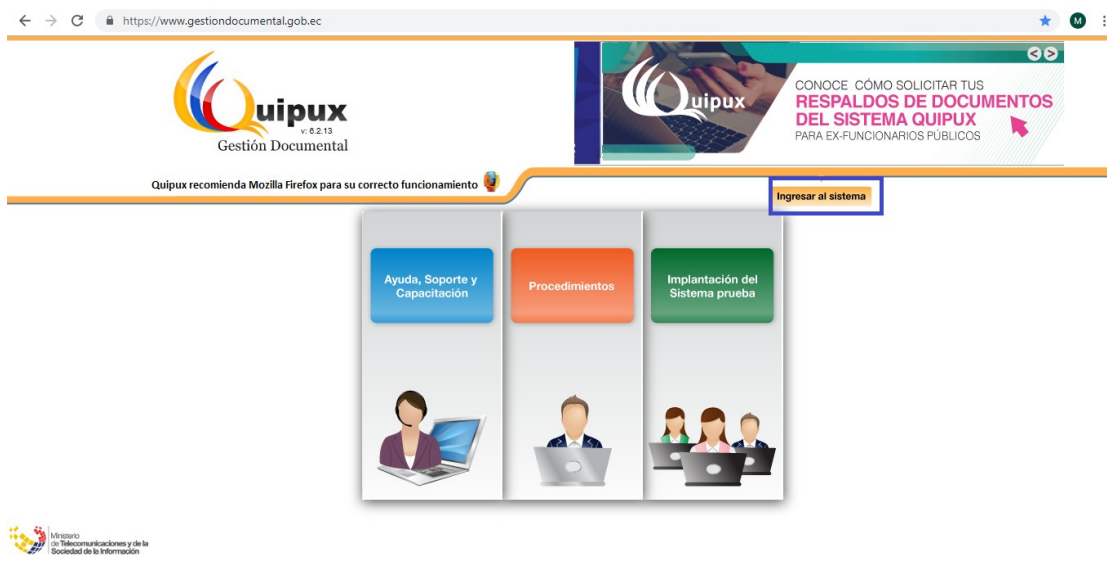 https://www.gestiondocumental.gob.ec
M
Quipux
v: 6.2.13
Gestión Documental
Quipux
CONOCE CÓMO SOLICITAR TUS
RESPALDOS DE DOCUMENTOS
DEL SISTEMA QUIPUX
PARA EX-FUNCIONARIOS PÚBLICOS
Quipux recomienda Mozilla Firefox para su correcto funcionamiento
Ingresar al sistema
Ayuda, Soporte y
Capacitación
Procedimientos
Implantación del
Sistema prueba
Ministerio
de Telecomunicaciones y de la
Sociedad de la Información